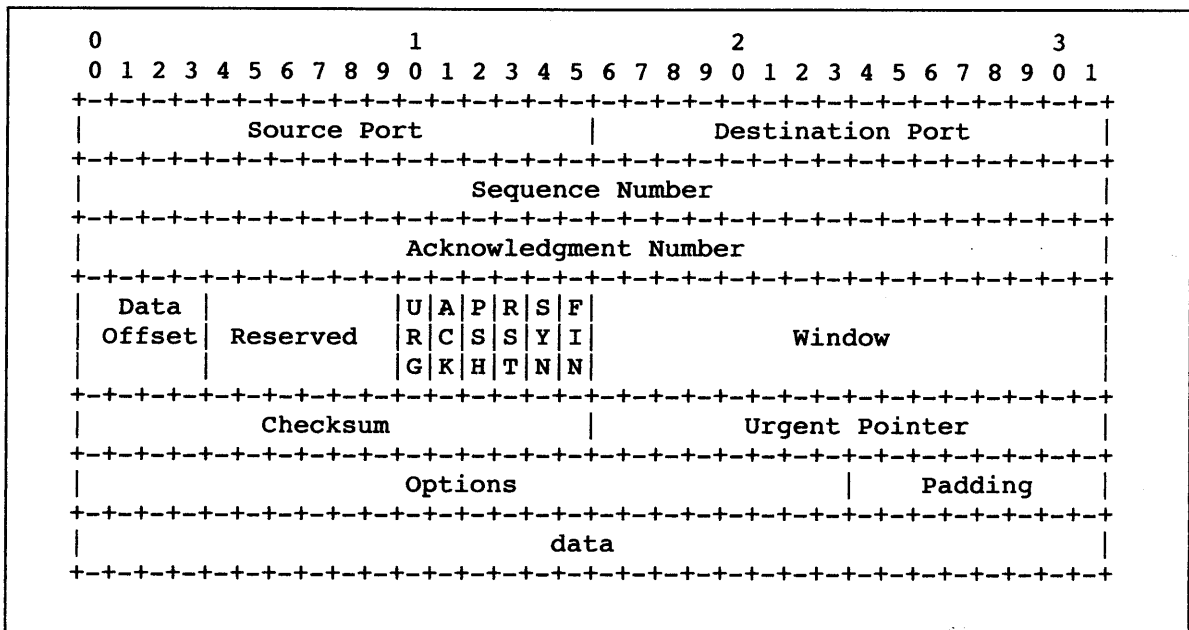 0                   1                   2                   3
0 1 2 3 4 5 6 7 8 9 0 1 2 3 4 5 6 7 8 9 0 1 2 3 4 5 6 7 8 9 0 1
+-+-+-+-+-+-+-+-+-+-+-+-+-+-+-+-+-+-+-+-+-+-+-+-+-+-+-+-+-+-+-+-+
|          Source Port          |       Destination Port        |
+-+-+-+-+-+-+-+-+-+-+-+-+-+-+-+-+-+-+-+-+-+-+-+-+-+-+-+-+-+-+-+-+
|                        Sequence Number                        |
+-+-+-+-+-+-+-+-+-+-+-+-+-+-+-+-+-+-+-+-+-+-+-+-+-+-+-+-+-+-+-+-+
|                    Acknowledgment Number                      |
+-+-+-+-+-+-+-+-+-+-+-+-+-+-+-+-+-+-+-+-+-+-+-+-+-+-+-+-+-+-+-+-+
|  Data |           |U|A|P|R|S|F|                               |
| Offset| Reserved  |R|C|S|S|Y|I|            Window             |
|       |           |G|K|H|T|N|N|                               |
+-+-+-+-+-+-+-+-+-+-+-+-+-+-+-+-+-+-+-+-+-+-+-+-+-+-+-+-+-+-+-+-+
|           Checksum            |         Urgent Pointer        |
+-+-+-+-+-+-+-+-+-+-+-+-+-+-+-+-+-+-+-+-+-+-+-+-+-+-+-+-+-+-+-+-+
|                    Options                    |    Padding    |
+-+-+-+-+-+-+-+-+-+-+-+-+-+-+-+-+-+-+-+-+-+-+-+-+-+-+-+-+-+-+-+-+
|                             data                              |
+-+-+-+-+-+-+-+-+-+-+-+-+-+-+-+-+-+-+-+-+-+-+-+-+-+-+-+-+-+-+-+-+